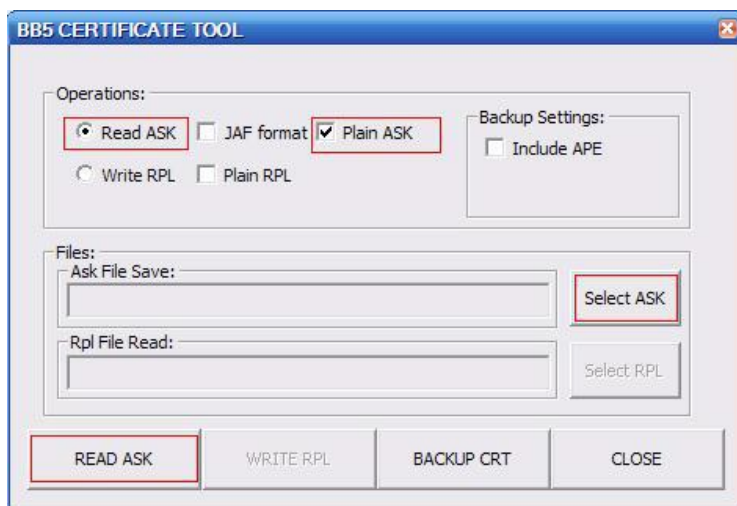 BB5 CERTIFICATE TOOL
Operations:
Read ASK JAF format Plain ASK
Write RPL Plain RPL
Backup Settings:
Include APE
Files:
Ask File Save:
Select ASK
Rpl File Read:
Select RPL
READ ASK WRITE RPL BACKUP CRT CLOSE